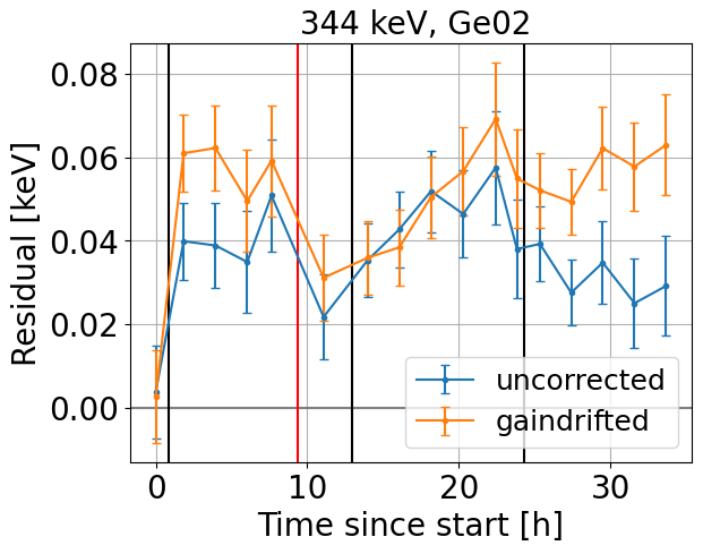 344 keV, Ge02
Residual [keV]
0.08
0.06
0.04
0.02
0.00
uncorrected
gaindrifted
0
10
20
30
Time since start [h]